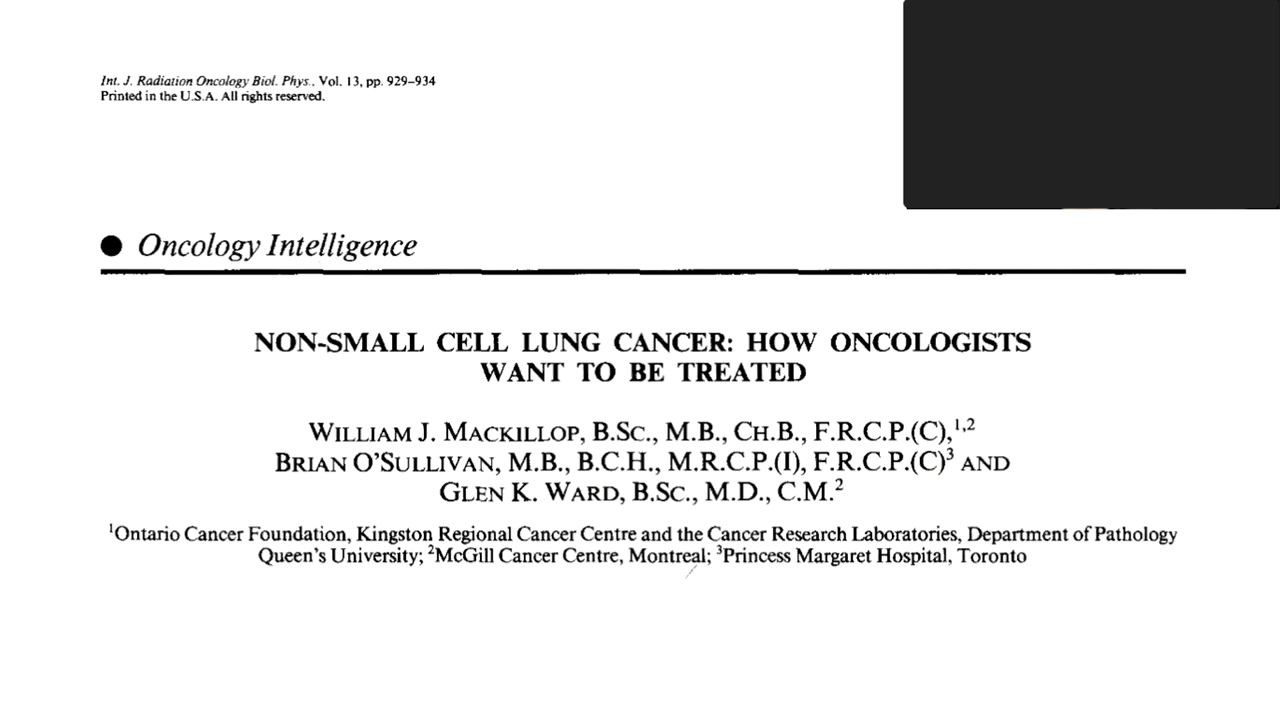 Int. J. Radiation Oncology Biol. Phys., Vol. 13, pp. 929–934
Printed in the U.S.A. All rights reserved.
● Oncology Intelligence
NON-SMALL CELL LUNG CANCER: HOW ONCOLOGISTS
WANT TO BE TREATED
WILLIAM J. MACKILLOP, B.SC., M.B., CH.B., F.R.C.P.(C),¹,²
BRIAN O'SULLIVAN, M.B., B.C.H., M.R.C.P.(I), F.R.C.P.(C)³ AND
GLEN K. WARD, B.SC., M.D., C.M.²
¹Ontario Cancer Foundation, Kingston Regional Cancer Centre and the Cancer Research Laboratories, Department of Pathology
Queen's University; ²McGill Cancer Centre, Montreal; ³Princess Margaret Hospital, Toronto